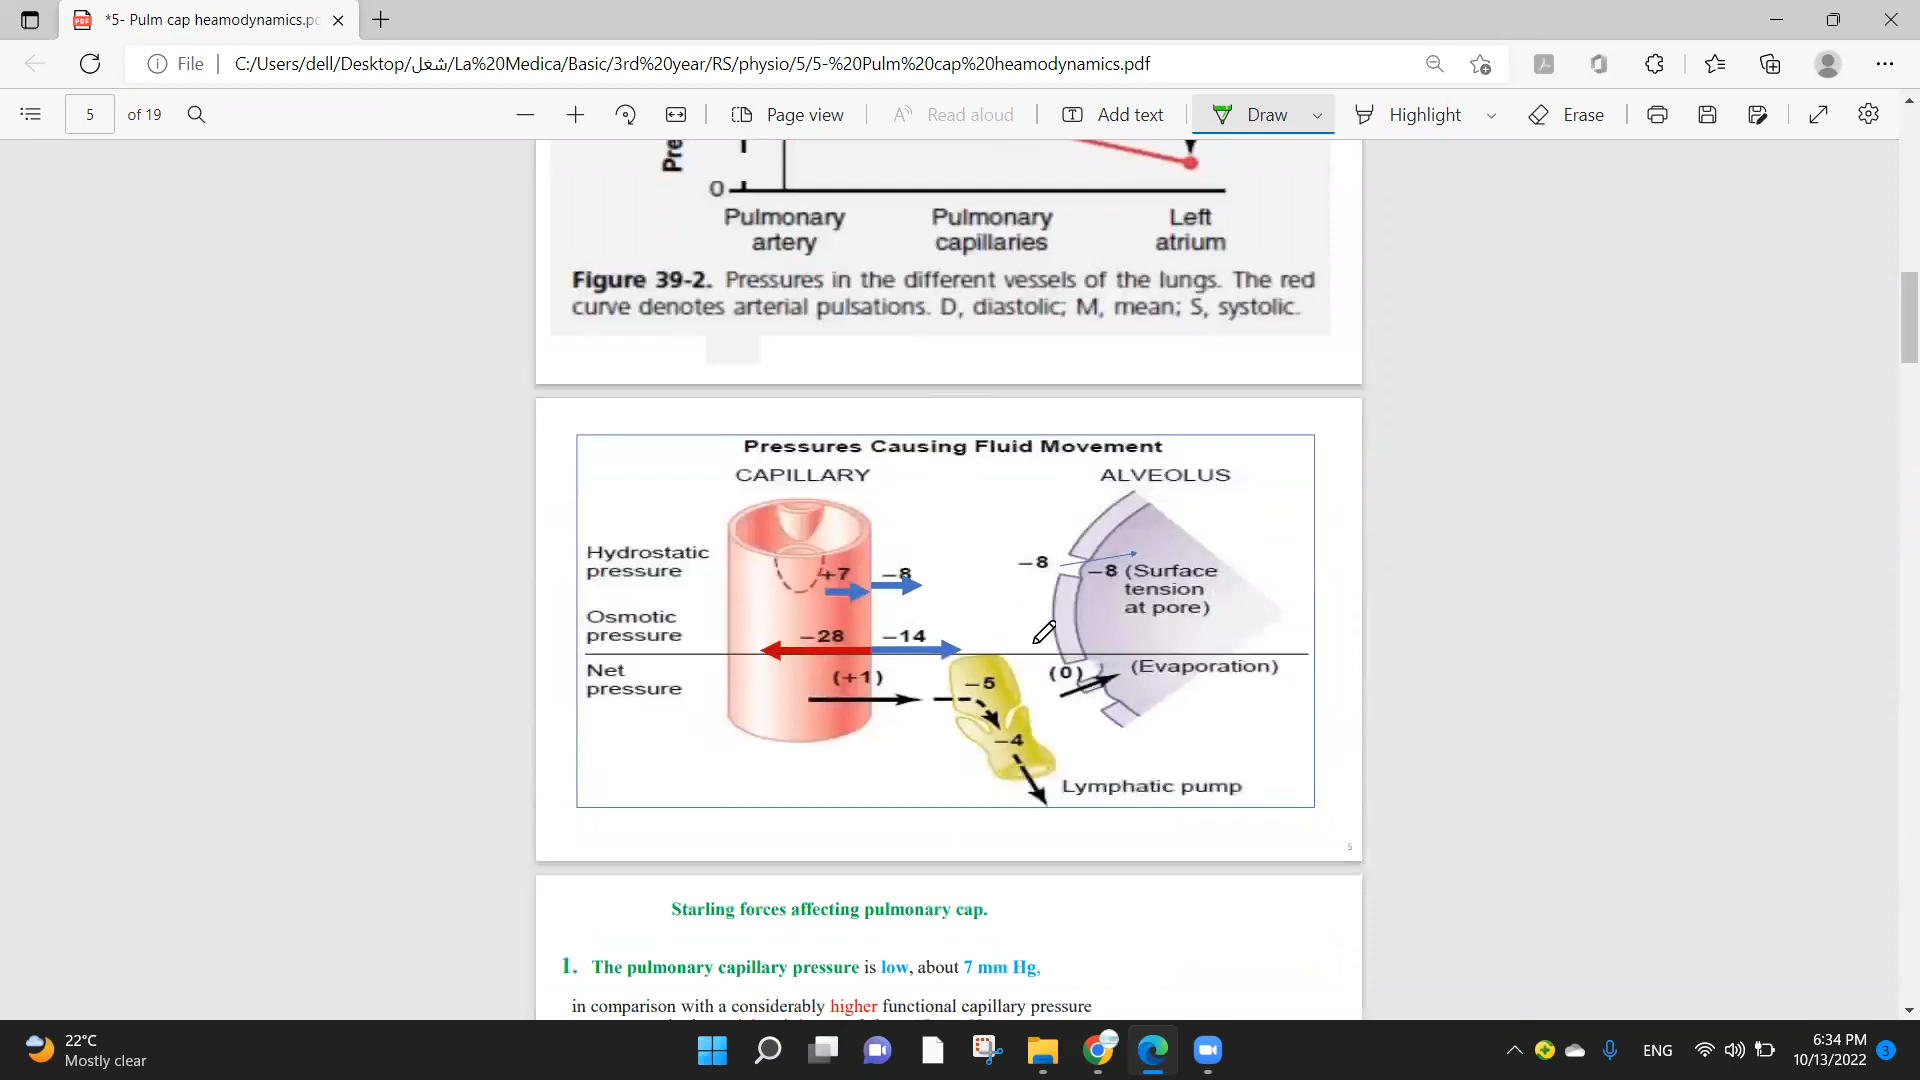 *5- Pulm cap heamodynamics.pc
File
C:/Users/dell/Desktop/شغل/La%20Medica/Basic/3rd%20year/RS/physio/5/5-%20Pulm%20cap%20heamodynamics.pdf
5 of 19
Page view
Read aloud
Add text
Draw
Highlight
Erase
Pre
0
Pulmonary artery
Pulmonary capillaries
Left atrium
Figure 39-2. Pressures in the different vessels of the lungs. The red
curve denotes arterial pulsations. D, diastolic; M, mean; S, systolic.
Pressures Causing Fluid Movement
CAPILLARY ALVEOLUS
Hydrostatic
pressure
+7 −8
−8
−8 (Surface
tension
at pore)
Osmotic
pressure
−28 −14
Net
pressure
(+1)
−5
(0)
(Evaporation)
−4
Lymphatic pump
5
Starling forces affecting pulmonary cap.
1. The pulmonary capillary pressure is low, about 7 mm Hg,
in comparison with a considerably higher functional capillary pressure
22°C
Mostly clear
ENG
6:34 PM
10/13/2022
3